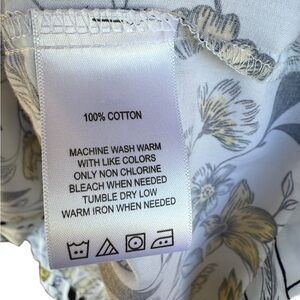 100% COTTON
MACHINE WASH WARM
WITH LIKE COLORS
ONLY NON CHLORINE
BLEACH WHEN NEEDED
TUMBLE DRY LOW
WARM IRON WHEN NEEDED